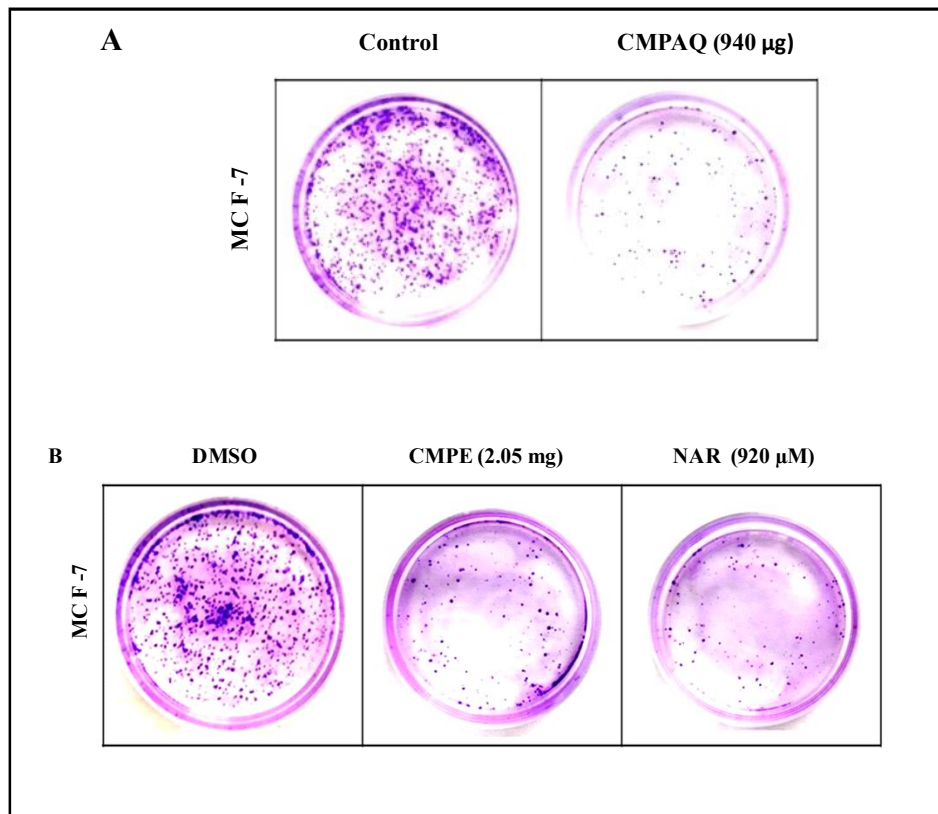 A
Control CMPAQ (940 µg)
MC F -7
B DMSO CMPE (2.05 mg) NAR (920 µM)
MC F -7